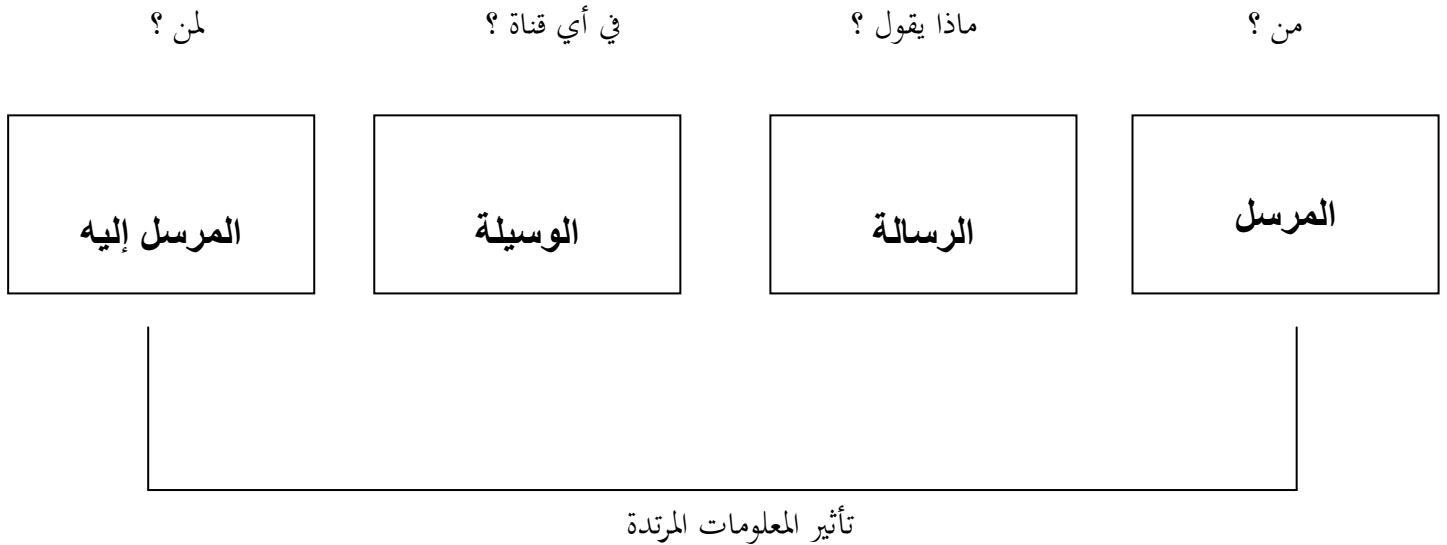 من ؟ ماذا يقول ؟ في أي قناة ؟ لمن ؟
المرسل الرسالة الوسيلة المرسل إليه
تأثير المعلومات المرتدة